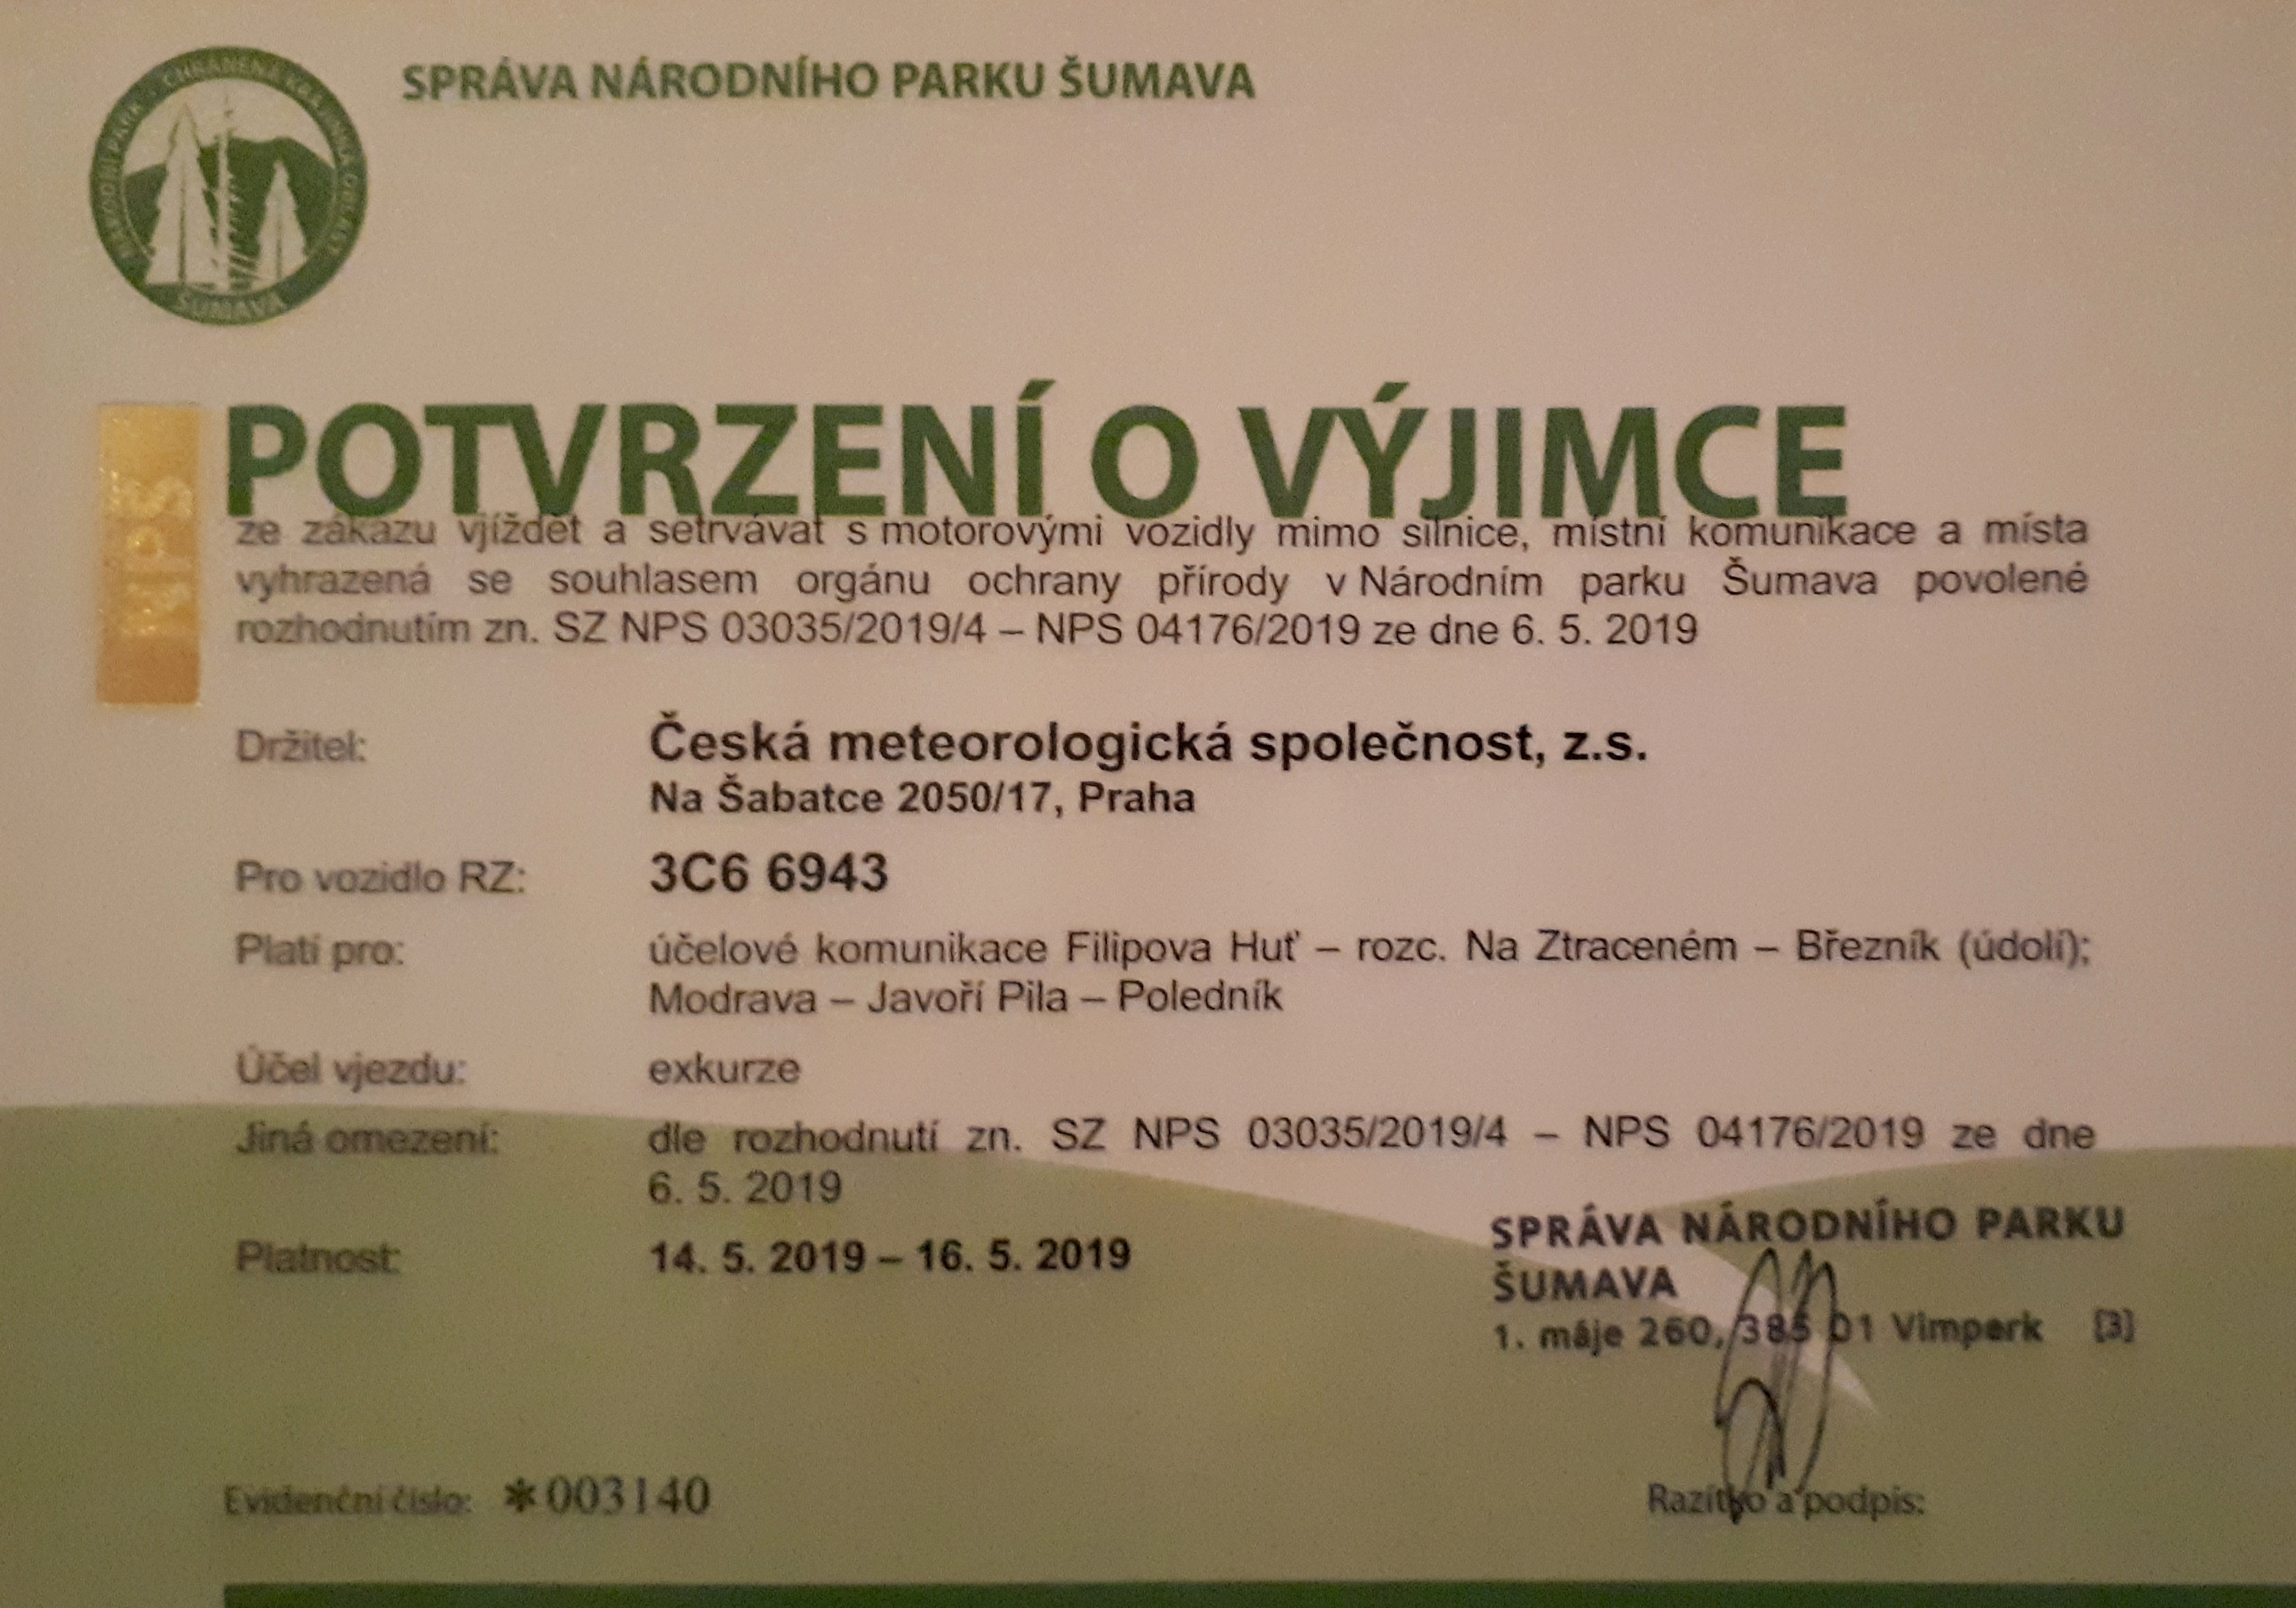 SPRÁVA NÁRODNÍHO PARKU ŠUMAVA
NÁRODNÍ PARK · CHRÁNĚNÁ KRAJINNÁ OBLAST
ŠUMAVA
POTVRZENÍ O VÝJIMCE
NPŠ
ze zákazu vjíždět a setrvávat s motorovými vozidly mimo silnice, místní komunikace a místa
vyhrazená se souhlasem orgánu ochrany přírody v Národním parku Šumava povolené
rozhodnutím zn. SZ NPS 03035/2019/4 – NPS 04176/2019 ze dne 6. 5. 2019
Držitel: Česká meteorologická společnost, z.s.
Na Šabatce 2050/17, Praha
Pro vozidlo RZ: 3C6 6943
Platí pro: účelové komunikace Filipova Huť – rozc. Na Ztraceném – Březník (údolí);
Modrava – Javoří Pila – Poledník
Účel vjezdu: exkurze
Jiná omezení: dle rozhodnutí zn. SZ NPS 03035/2019/4 – NPS 04176/2019 ze dne
6. 5. 2019
Platnost: 14. 5. 2019 – 16. 5. 2019
SPRÁVA NÁRODNÍHO PARKU
ŠUMAVA
1. máje 260, 385 01 Vimperk [3]
Evidenční číslo: *003140
Razítko a podpis: